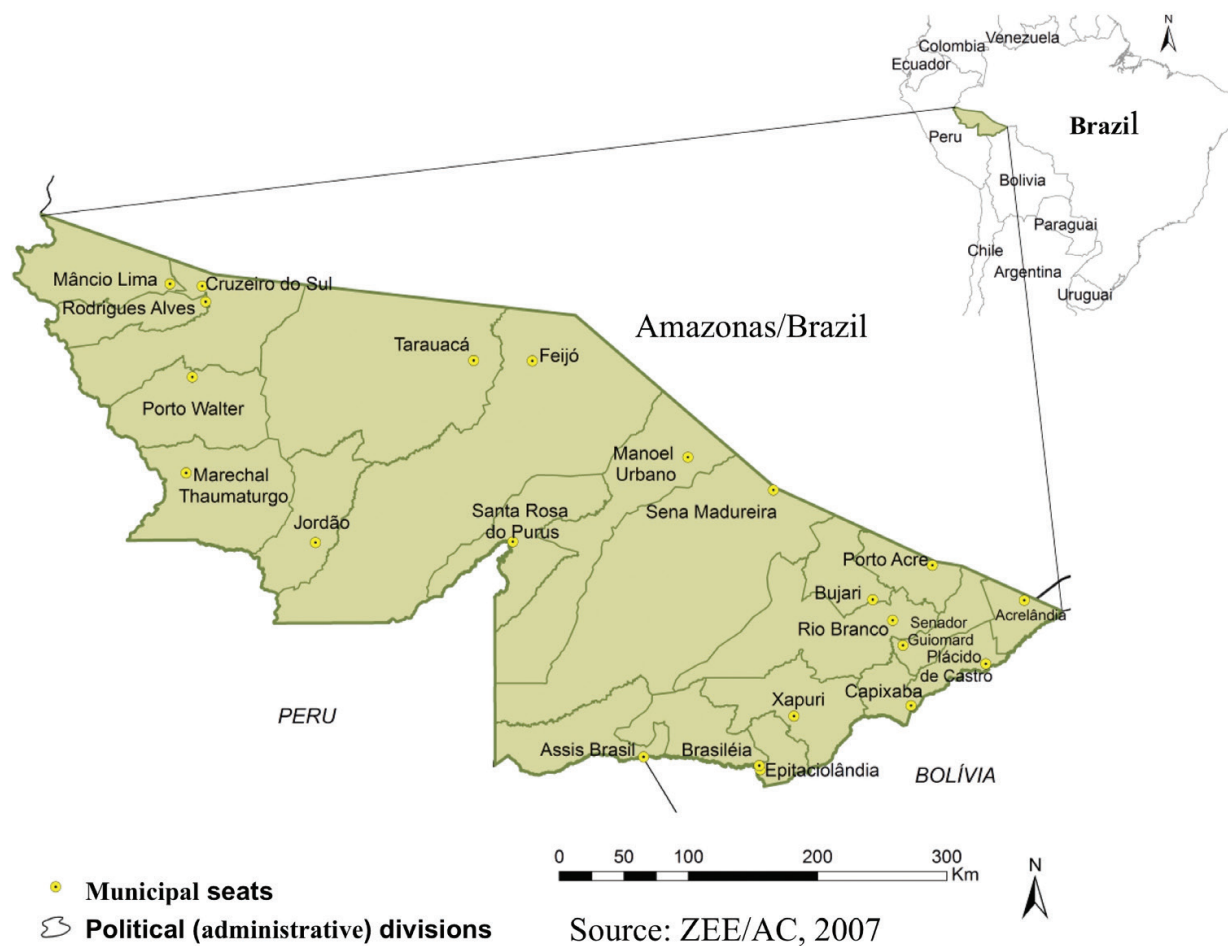 N
Venezuela
Colombia
Ecuador
Brazil
Peru
Bolivia
Paraguai
Chile
Argentina
Uruguai
Mâncio Lima
Cruzeiro do Sul
Rodrigues Alves
Amazonas/Brazil
Tarauacá
Feijó
Porto Walter
Manoel
Urbano
Marechal
Thaumaturgo
Sena Madureira
Santa Rosa
do Purus
Jordão
Porto Acre
Bujari
Acrelândia
Rio Branco
Senador
Guiomard
Plácido
de Castro
Capixaba
Xapuri
PERU
Assis Brasil
Brasiléia
Epitaciolândia
BOLÍVIA
0 50 100 200 300
Km
N
Municipal seats
Political (administrative) divisions
Source: ZEE/AC, 2007